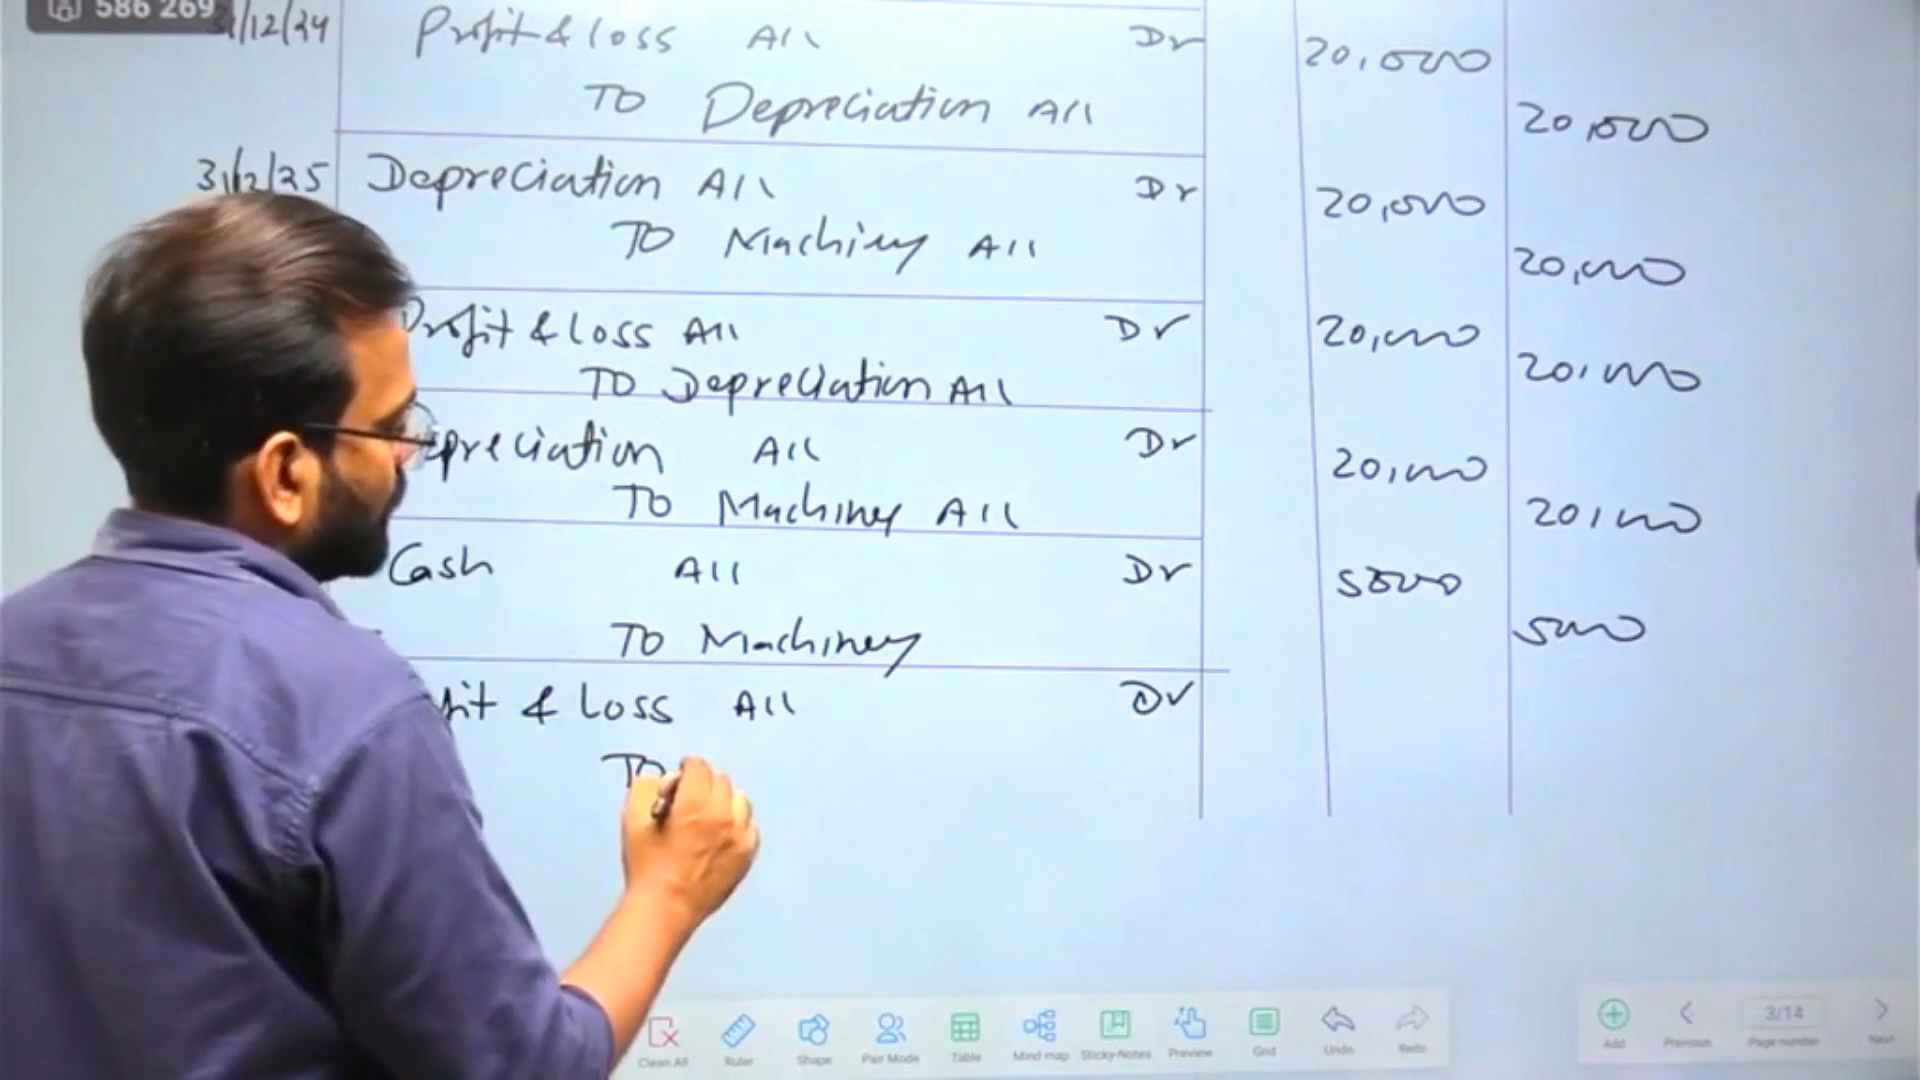 586 269
31/12/24 Profit & loss A/c Dr 20,000
To Depreciation A/c 20,000
31/12/25 Depreciation A/c Dr 20,000
To Machinery A/c 20,000
Profit & loss A/c Dr 20,000
To Depreciation A/c 20,000
epreciation A/c Dr 20,000
To Machinery A/c 20,000
Cash A/c Dr 5000
To Machinery 5000
fit & Loss A/c Dr
To
Clean All Ruler Shape Pair Mode Table Mind map Sticky-Notes Preview Grid Undo Redo Add Previous 3/14 Page number Next